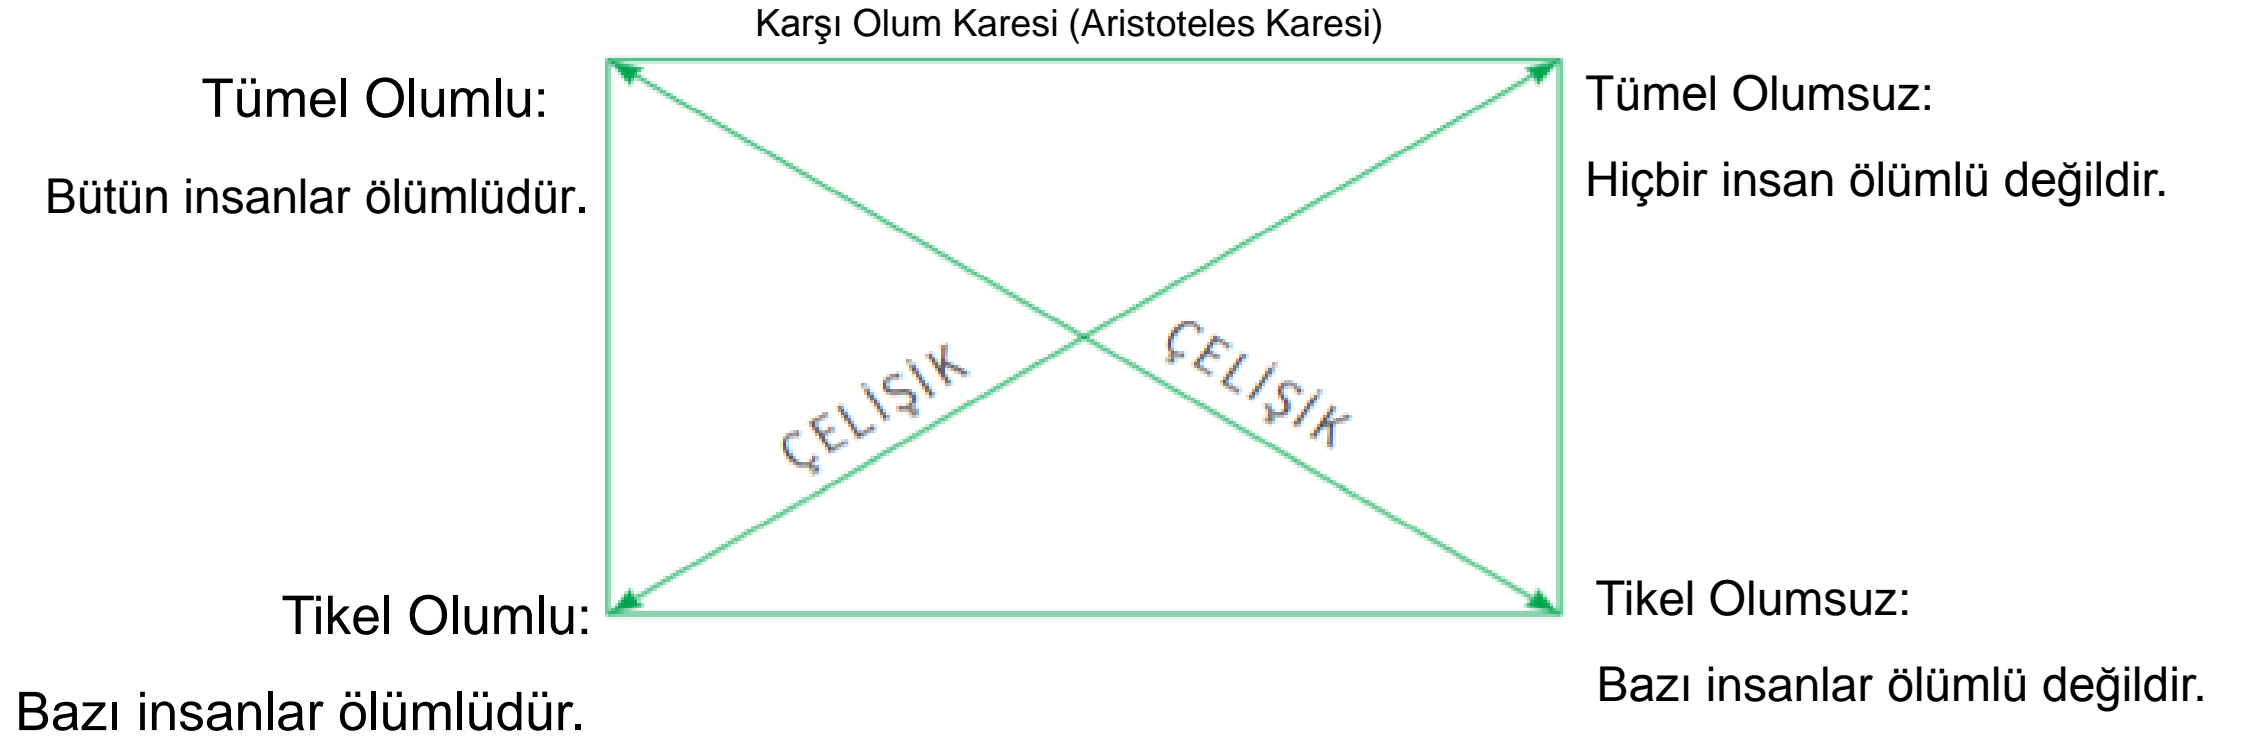 Karşı Olum Karesi (Aristoteles Karesi)
Tümel Olumlu:
Bütün insanlar ölümlüdür.
Tümel Olumsuz:
Hiçbir insan ölümlü değildir.
ÇELİŞİK
ÇELİŞİK
Tikel Olumlu:
Bazı insanlar ölümlüdür.
Tikel Olumsuz:
Bazı insanlar ölümlü değildir.